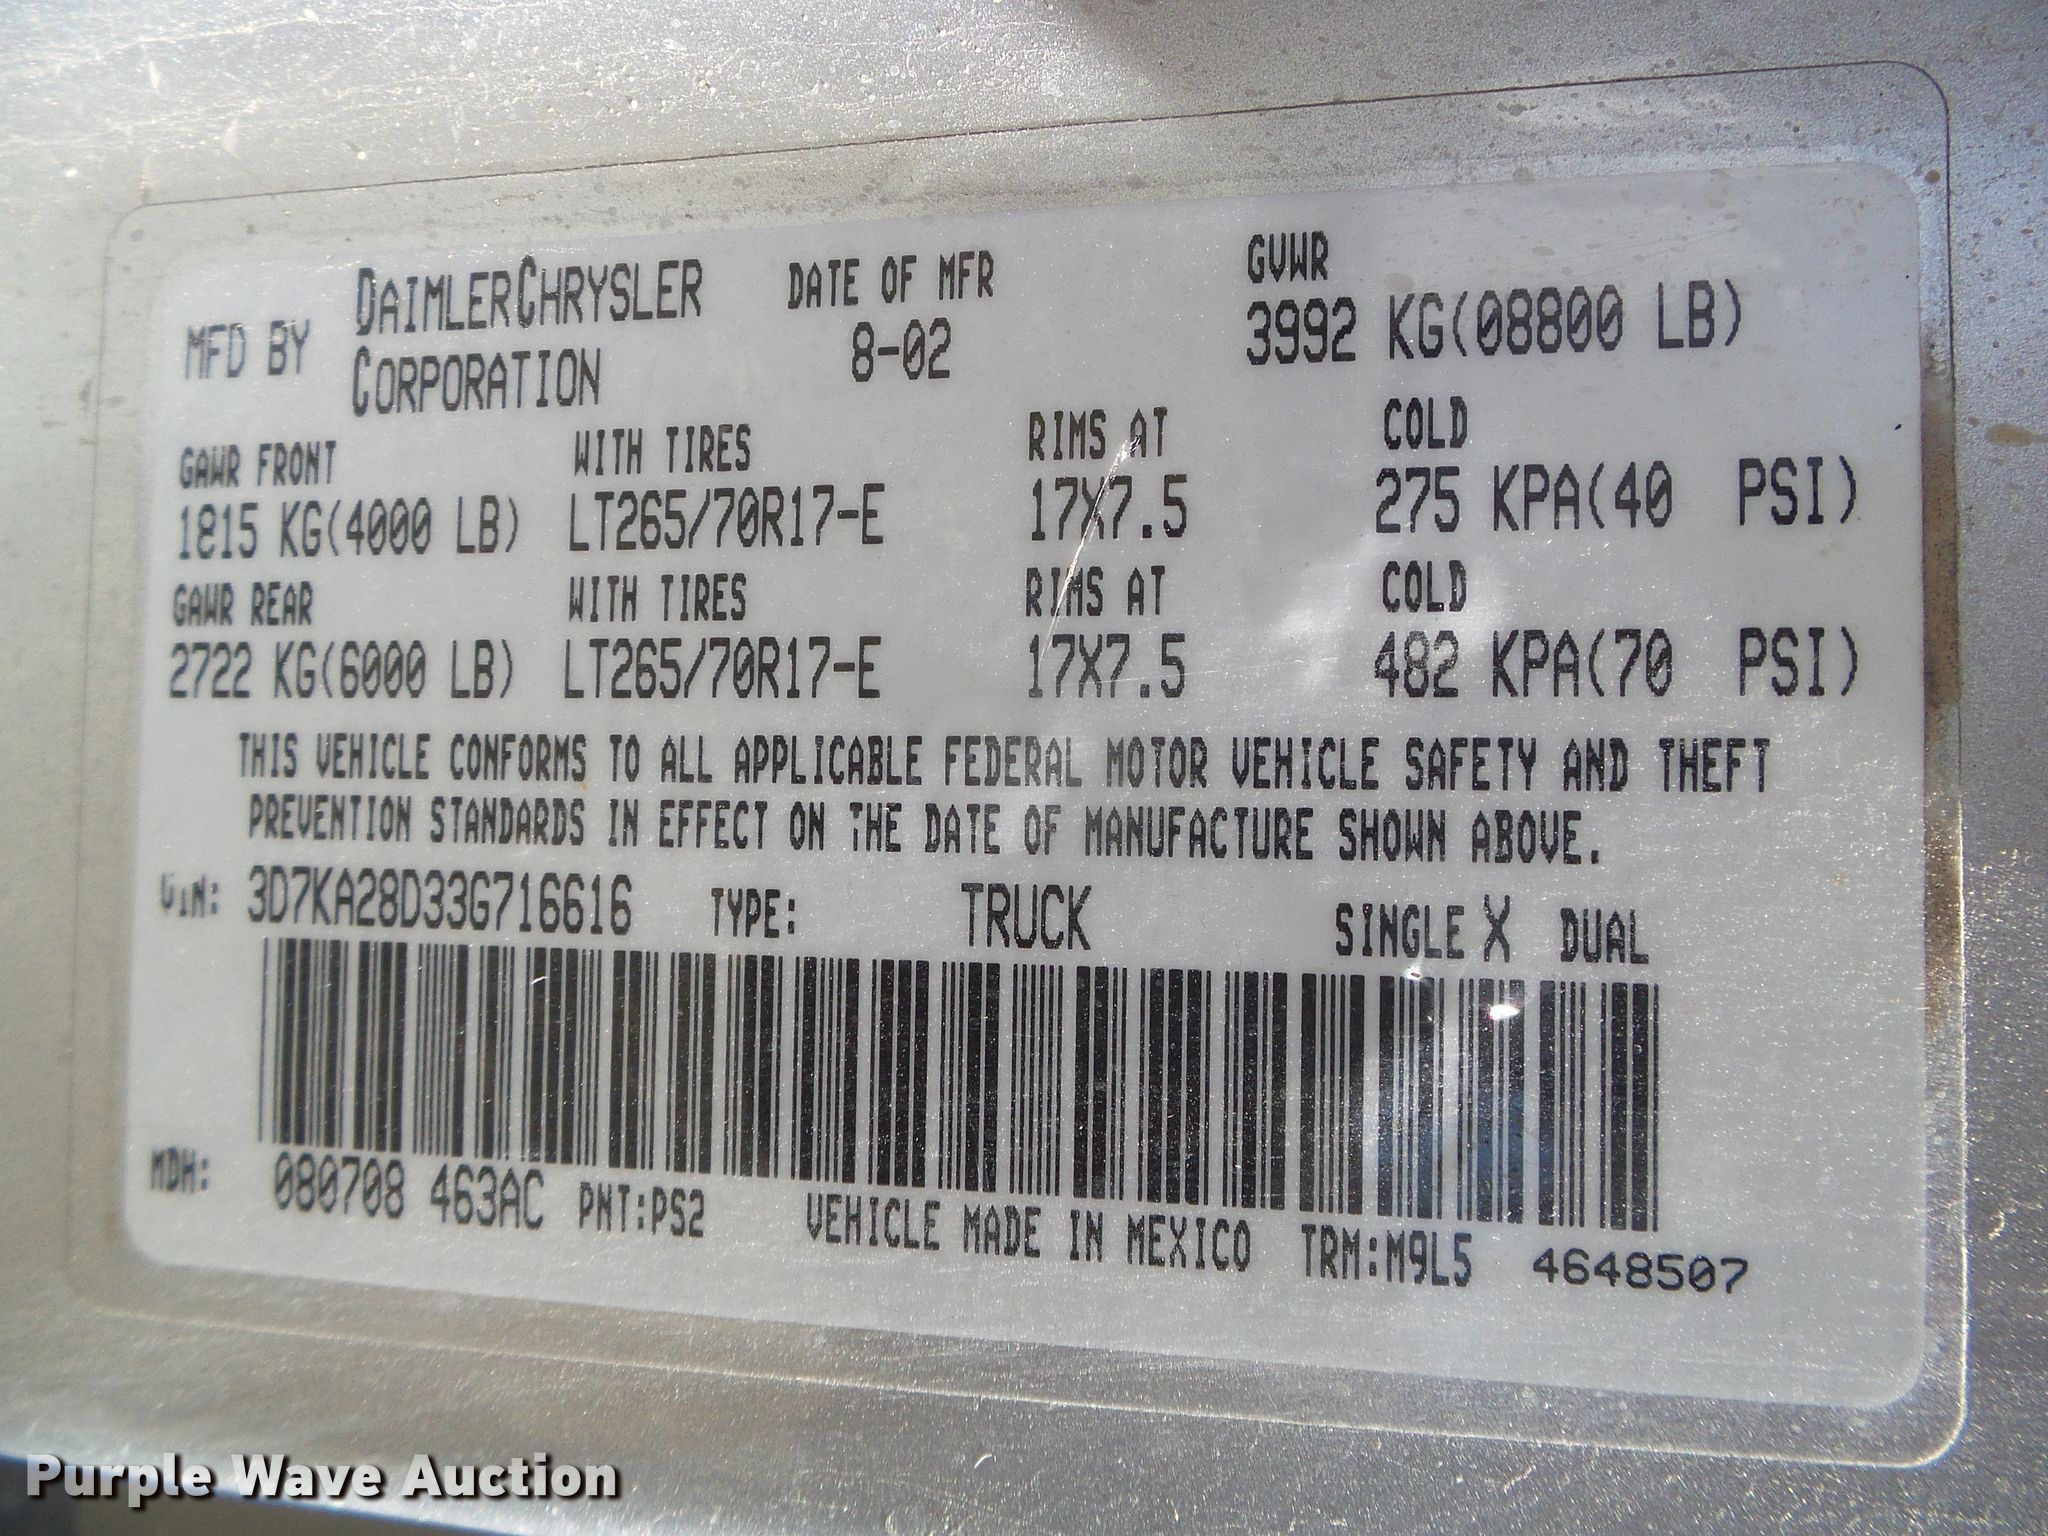 MFD BY DAIMLERCHRYSLER CORPORATION DATE OF MFR 8-02 GVWR 3992 KG(08800 LB)
GAWR FRONT WITH TIRES RIMS AT COLD
1815 KG(4000 LB) LT265/70R17-E 17X7.5 275 KPA(40 PSI)
GAWR REAR WITH TIRES RIMS AT COLD
2722 KG(6000 LB) LT265/70R17-E 17X7.5 482 KPA(70 PSI)
THIS VEHICLE CONFORMS TO ALL APPLICABLE FEDERAL MOTOR VEHICLE SAFETY AND THEFT
PREVENTION STANDARDS IN EFFECT ON THE DATE OF MANUFACTURE SHOWN ABOVE.
VIN: 3D7KA28D33G716616 TYPE: TRUCK SINGLE X DUAL
MDH: 080708 463AC PNT:PS2 VEHICLE MADE IN MEXICO TRM:M9L5 4648507
Purple Wave Auction